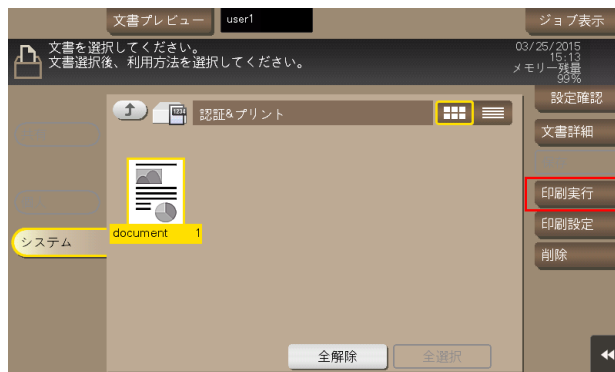 文書プレビュー
user1
ジョブ表示
文書を選択してください。
文書選択後、利用方法を選択してください。
03/25/2015
15:13
メモリー残量
99%
設定確認
認証&プリント
1234
文書詳細
印刷実行
印刷設定
システム
document 1
削除
全解除
全選択